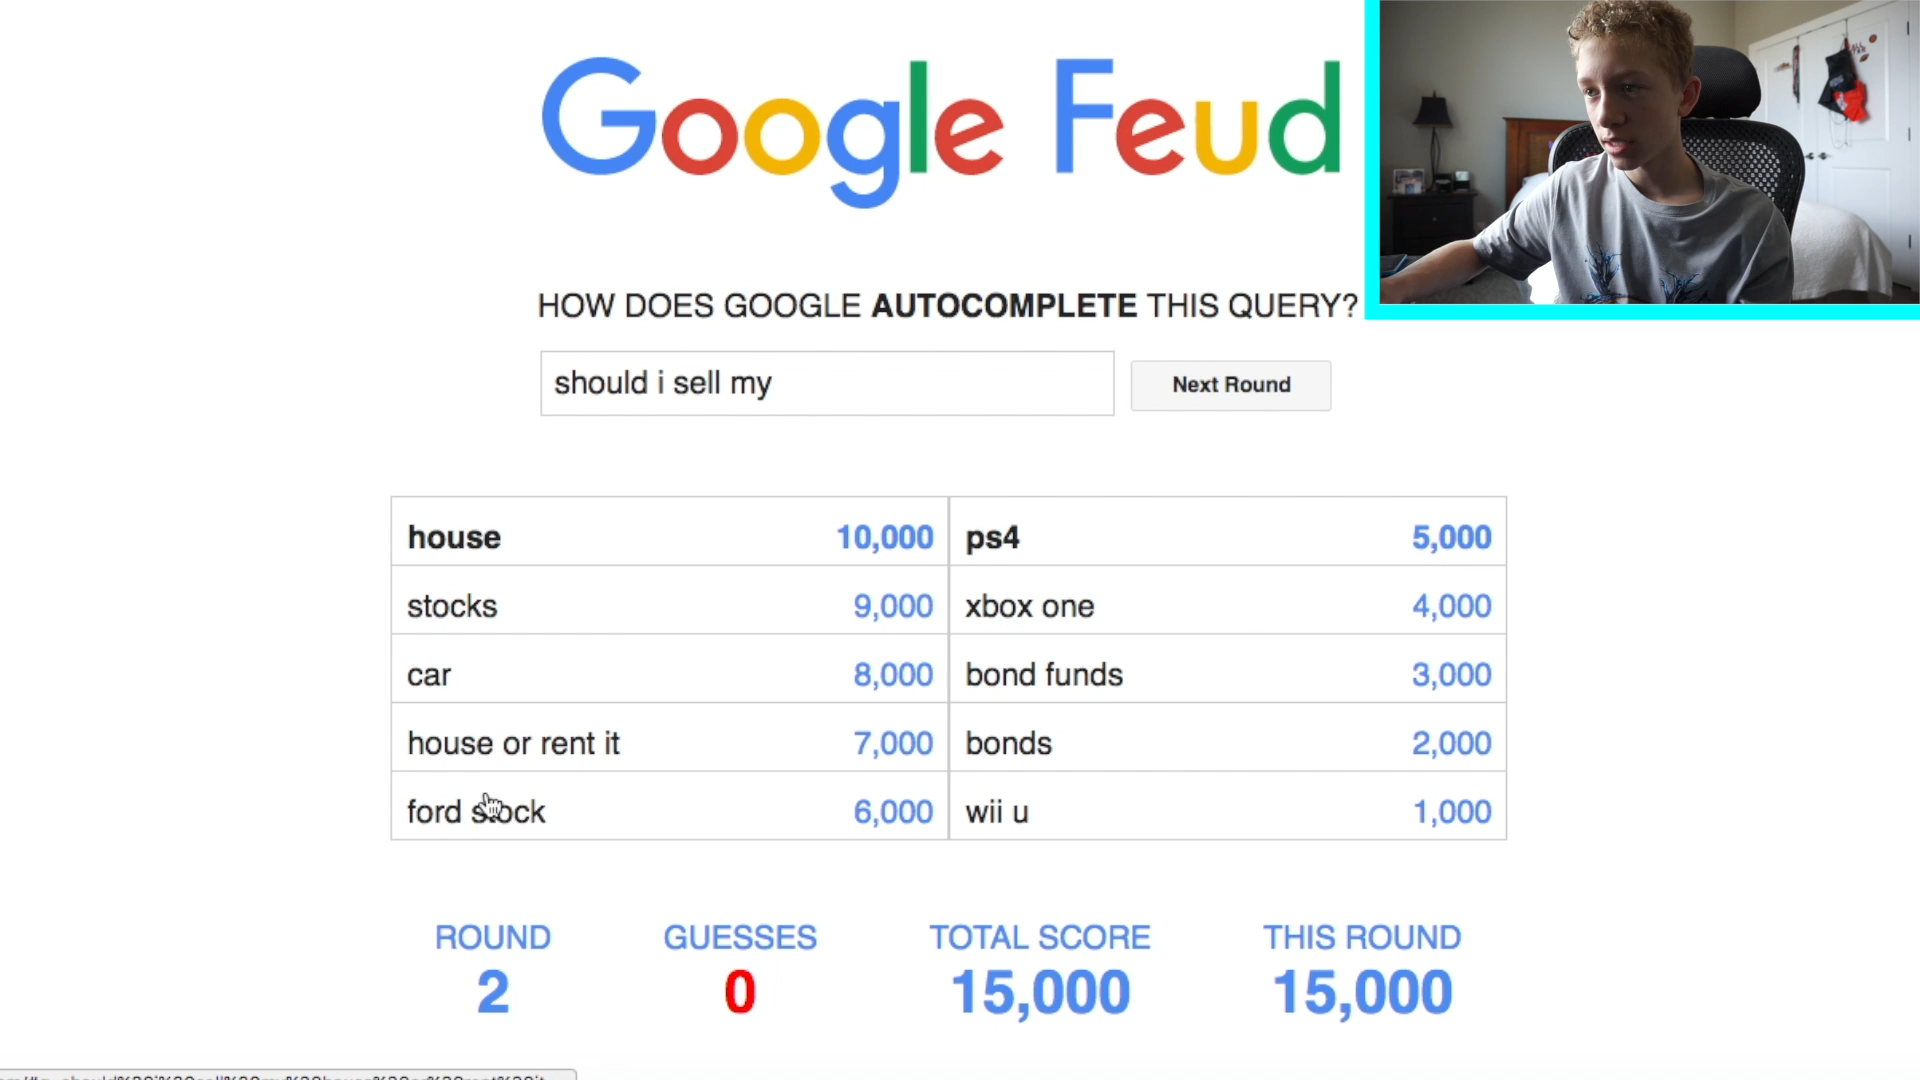 Google Feud
HOW DOES GOOGLE AUTOCOMPLETE THIS QUERY?
should i sell my
Next Round
house 10,000 ps4 5,000
stocks 9,000 xbox one 4,000
car 8,000 bond funds 3,000
house or rent it 7,000 bonds 2,000
ford stock 6,000 wii u 1,000
ROUND GUESSES TOTAL SCORE THIS ROUND
2 0 15,000 15,000